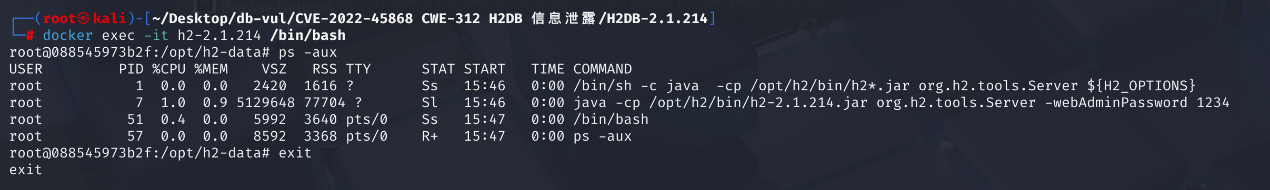 ┌──(root㉿kali)-[~/Desktop/db-vul/CVE-2022-45868 CWE-312 H2DB 信息泄露/H2DB-2.1.214]
└─# docker exec -it h2-2.1.214 /bin/bash
root@088545973b2f:/opt/h2-data# ps -aux
USER         PID %CPU %MEM    VSZ   RSS TTY      STAT START   TIME COMMAND
root           1  0.0  0.0   2420  1616 ?        Ss   15:46   0:00 /bin/sh -c java  -cp /opt/h2/bin/h2*.jar org.h2.tools.Server ${H2_OPTIONS}
root           7  1.0  0.9 5129648 77704 ?       Sl   15:46   0:00 java -cp /opt/h2/bin/h2-2.1.214.jar org.h2.tools.Server -webAdminPassword 1234
root          51  0.4  0.0   5992  3640 pts/0    Ss   15:47   0:00 /bin/bash
root          57  0.0  0.0   8592  3368 pts/0    R+   15:47   0:00 ps -aux
root@088545973b2f:/opt/h2-data# exit
exit